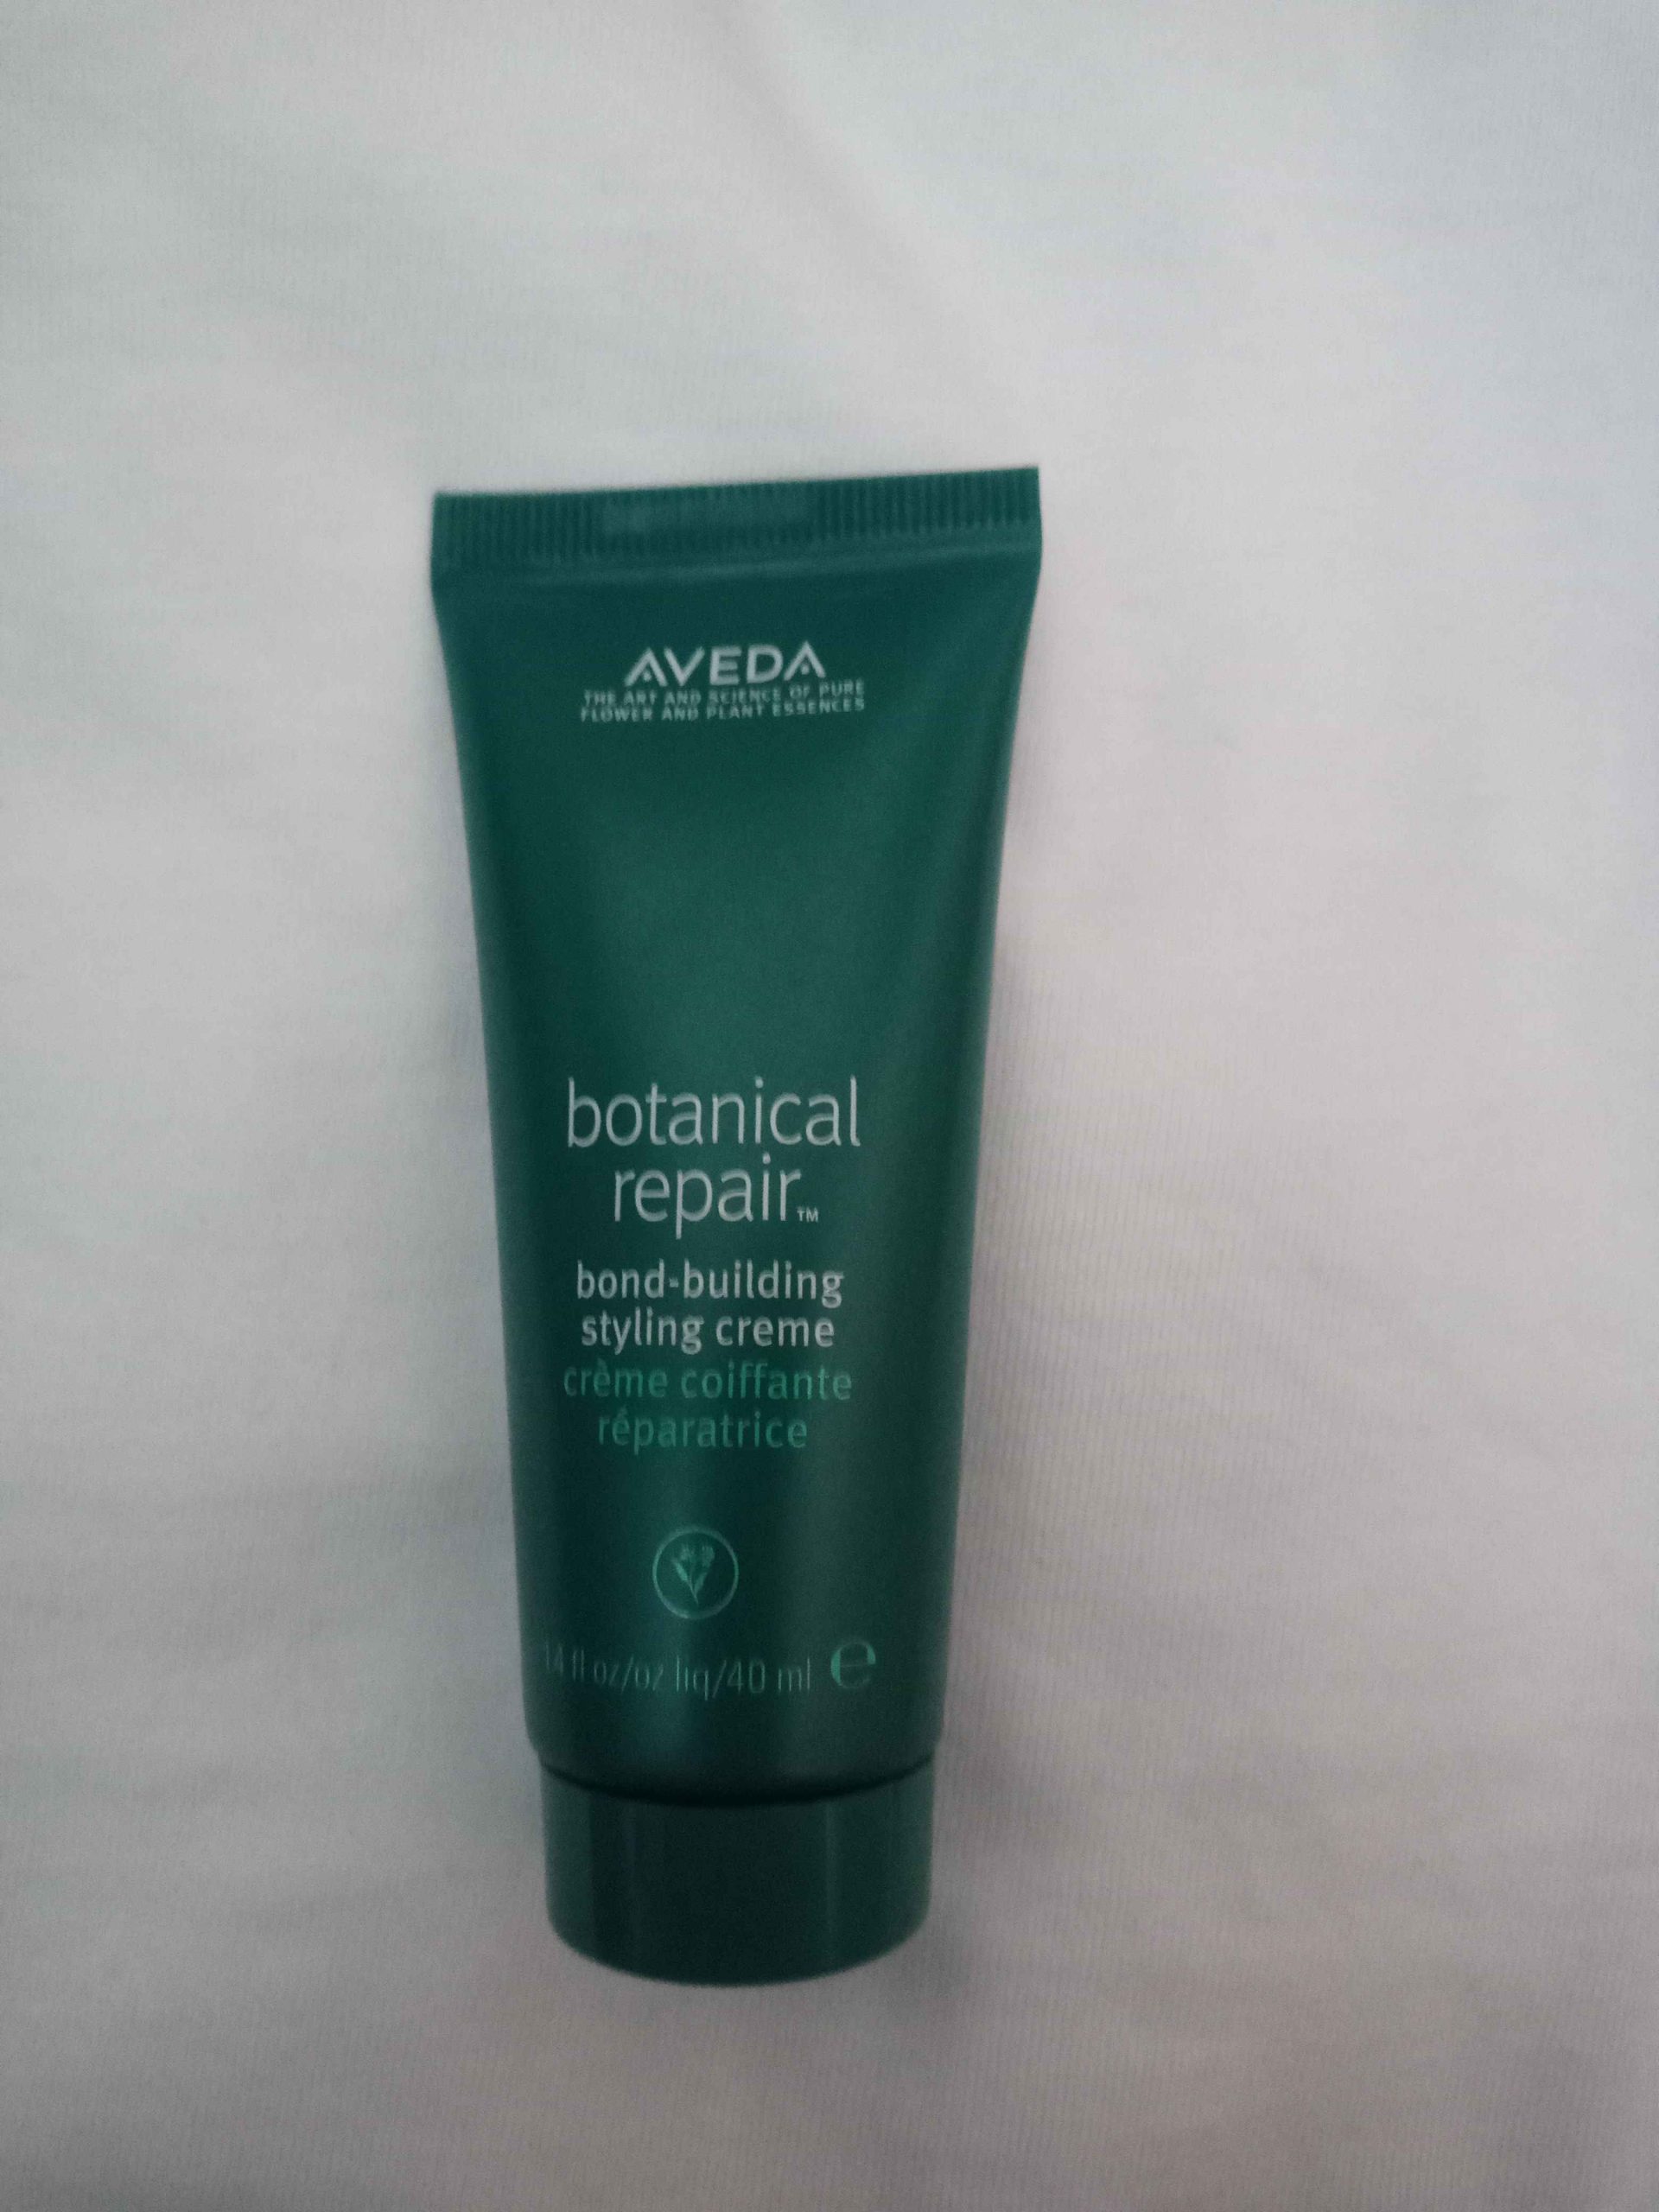 AVEDA
THE ART AND SCIENCE OF PURE
FLOWER AND PLANT ESSENCES
botanical
repair™
bond-building
styling creme
crème coiffante
réparatrice
fl oz/oz liq/40 ml e